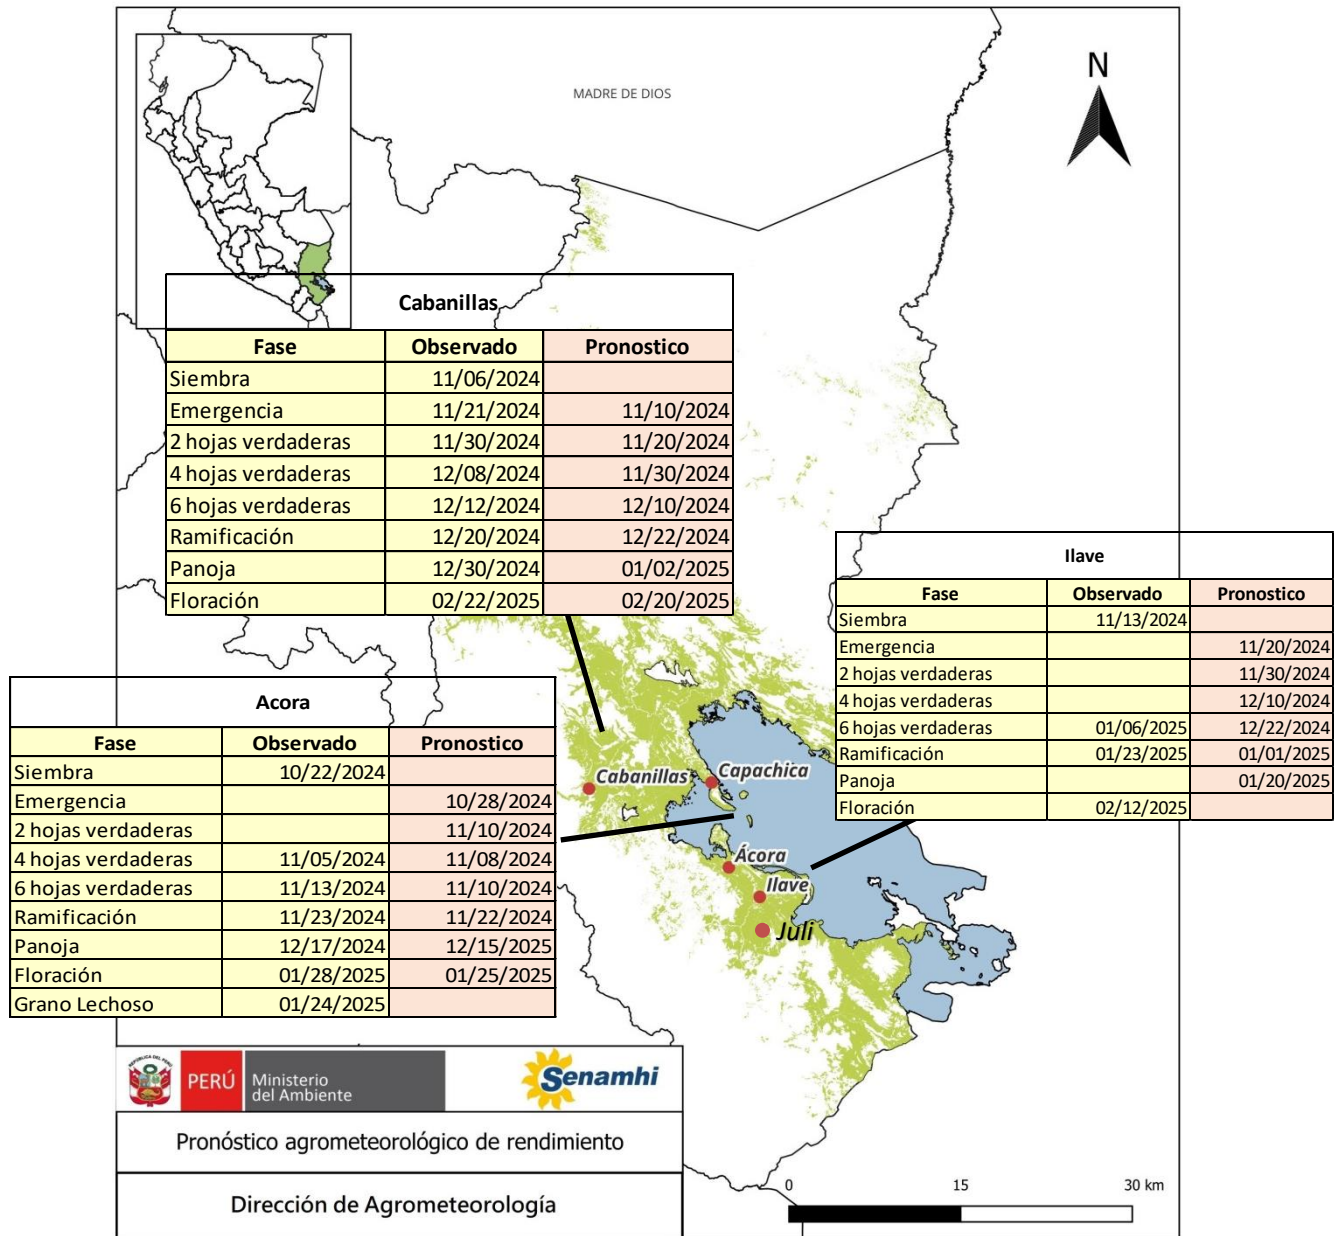 MADRE DE DIOS
N
Cabanillas
Fase Observado Pronostico
Siembra 11/06/2024
Emergencia 11/21/2024 11/10/2024
2 hojas verdaderas 11/30/2024 11/20/2024
4 hojas verdaderas 12/08/2024 11/30/2024
6 hojas verdaderas 12/12/2024 12/10/2024
Ramificación 12/20/2024 12/22/2024
Panoja 12/30/2024 01/02/2025
Floración 02/22/2025 02/20/2025
Ilave
Fase Observado Pronostico
Siembra 11/13/2024
Emergencia 11/20/2024
2 hojas verdaderas 11/30/2024
4 hojas verdaderas 12/10/2024
6 hojas verdaderas 01/06/2025 12/22/2024
Ramificación 01/23/2025 01/01/2025
Panoja 01/20/2025
Floración 02/12/2025
Acora
Fase Observado Pronostico
Siembra 10/22/2024
Emergencia 10/28/2024
2 hojas verdaderas 11/10/2024
4 hojas verdaderas 11/05/2024 11/08/2024
6 hojas verdaderas 11/13/2024 11/10/2024
Ramificación 11/23/2024 11/22/2024
Panoja 12/17/2024 12/15/2025
Floración 01/28/2025 01/25/2025
Grano Lechoso 01/24/2025
Cabanillas
Capachica
Ácora
Ilave
Juli
REPÚBLICA DEL PERÚ
PERÚ
Ministerio
del Ambiente
Senamhi
Pronóstico agrometeorológico de rendimiento
Dirección de Agrometeorología
0 15 30 km